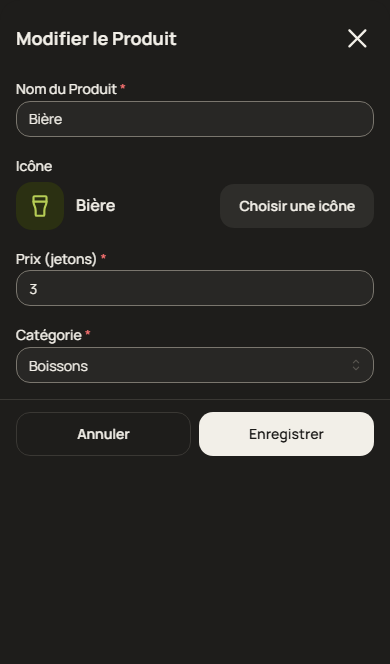 Modifier le Produit
Nom du Produit *
Bière
Icône
Bière
Choisir une icône
Prix (jetons) *
3
Catégorie *
Boissons
Annuler
Enregistrer